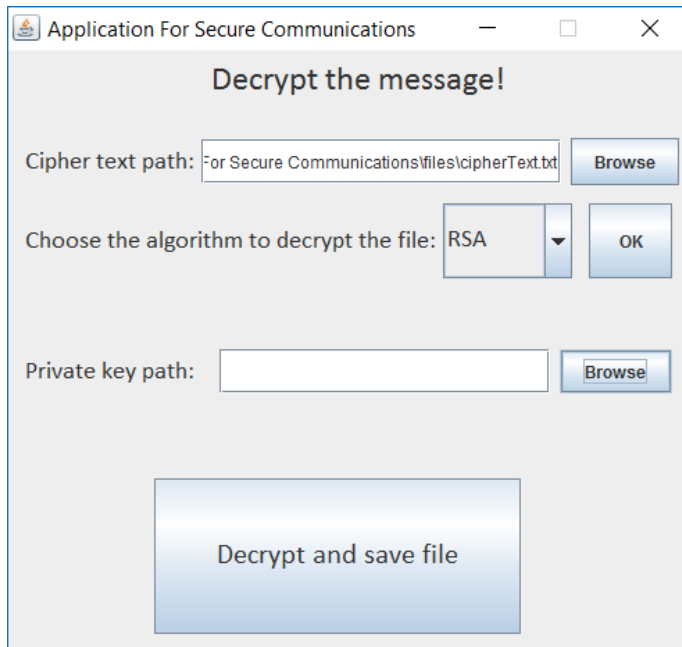 Application For Secure Communications
Decrypt the message!
Cipher text path: For Secure Communications\files\cipherText.txt Browse
Choose the algorithm to decrypt the file: RSA OK
Private key path: Browse
Decrypt and save file